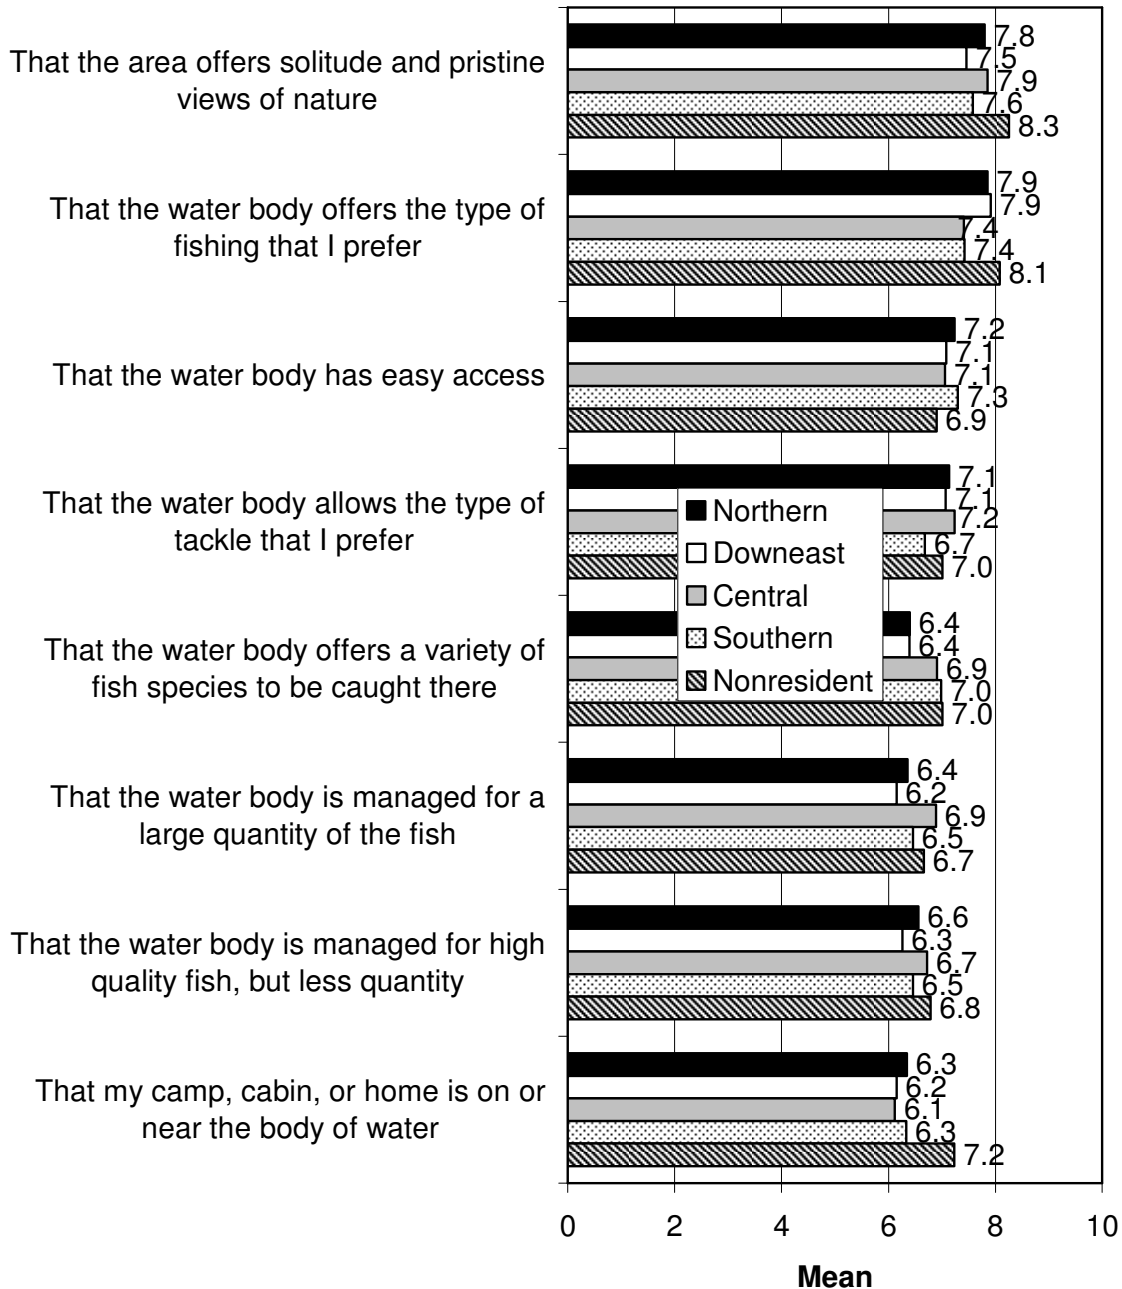 That the area offers solitude and pristine
views of nature
7.8
7.5
7.9
7.6
8.3
That the water body offers the type of
fishing that I prefer
7.9
7.9
7.4
7.4
8.1
That the water body has easy access
7.2
7.1
7.1
7.3
6.9
That the water body allows the type of
tackle that I prefer
7.1
7.1
7.2
6.7
7.0
Northern
Downeast
Central
Southern
Nonresident
That the water body offers a variety of
fish species to be caught there
6.4
6.4
6.9
7.0
7.0
That the water body is managed for a
large quantity of the fish
6.4
6.2
6.9
6.5
6.7
That the water body is managed for high
quality fish, but less quantity
6.6
6.3
6.7
6.5
6.8
That my camp, cabin, or home is on or
near the body of water
6.3
6.2
6.1
6.3
7.2
0 2 4 6 8 10
Mean